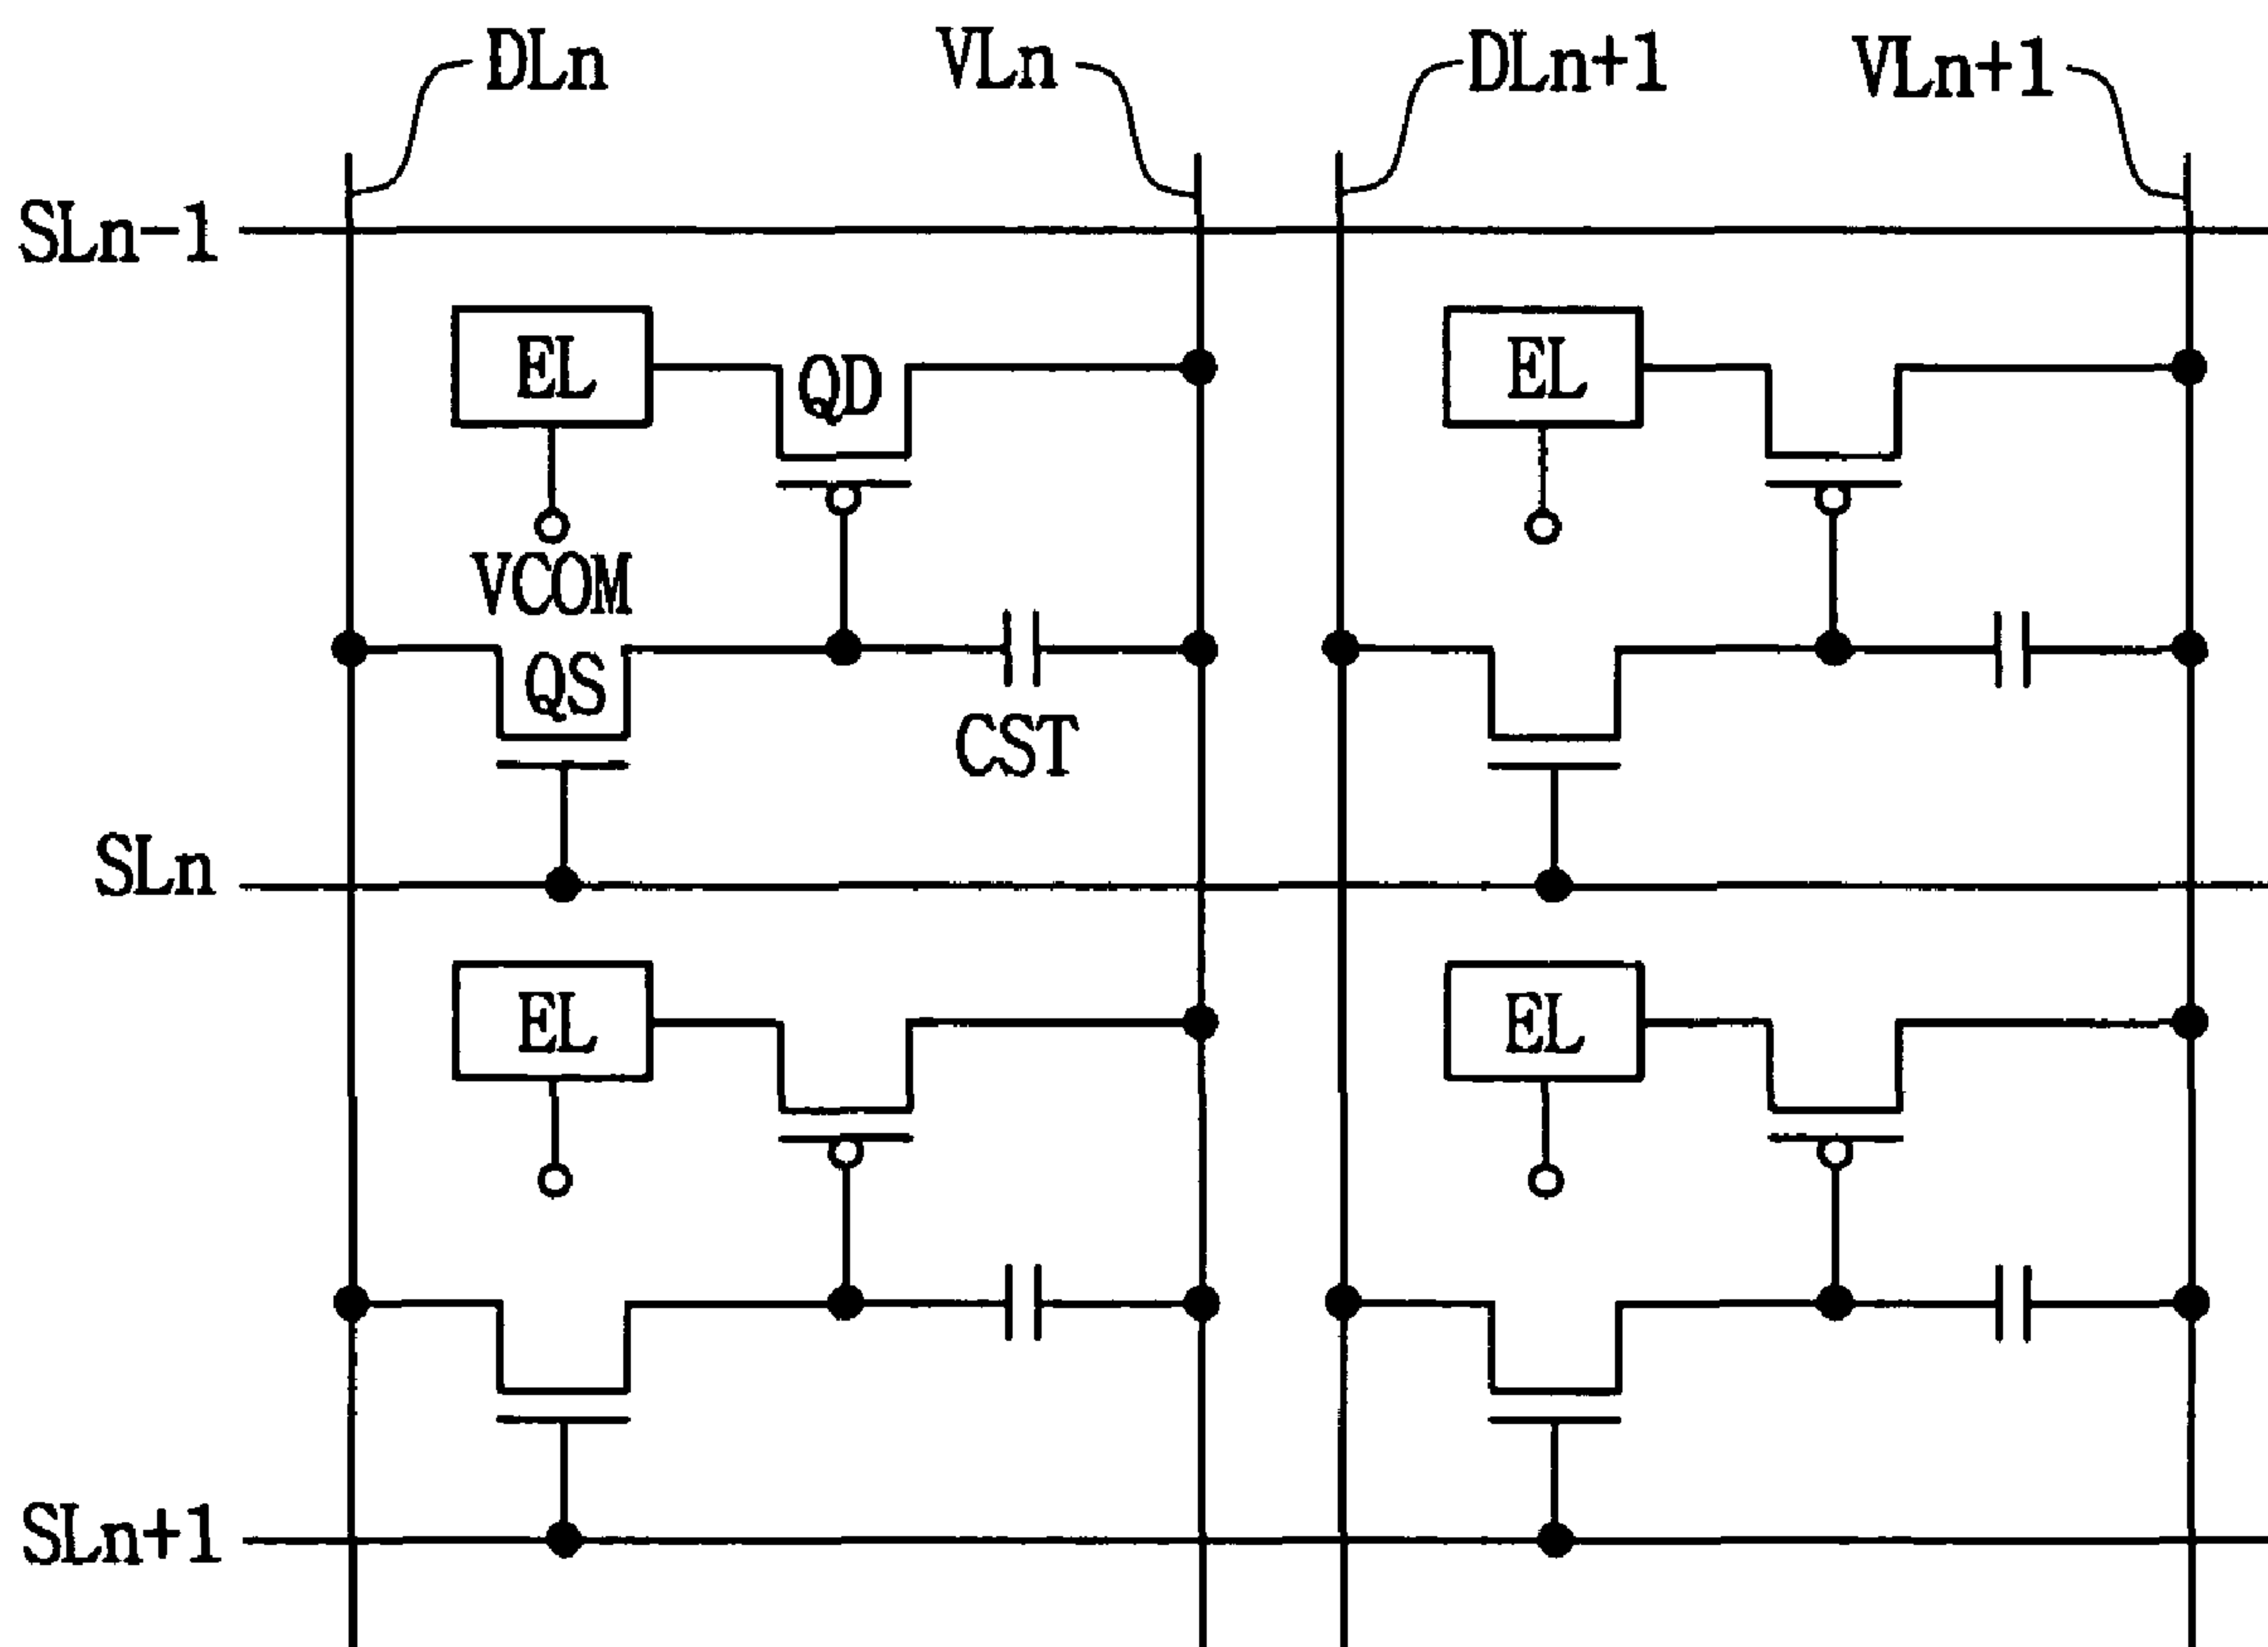 DLn
VLn
DLn+1
VLn+1
SLn-1
EL
QD
EL
VCOM
QS
CST
SLn
EL
EL
SLn+1